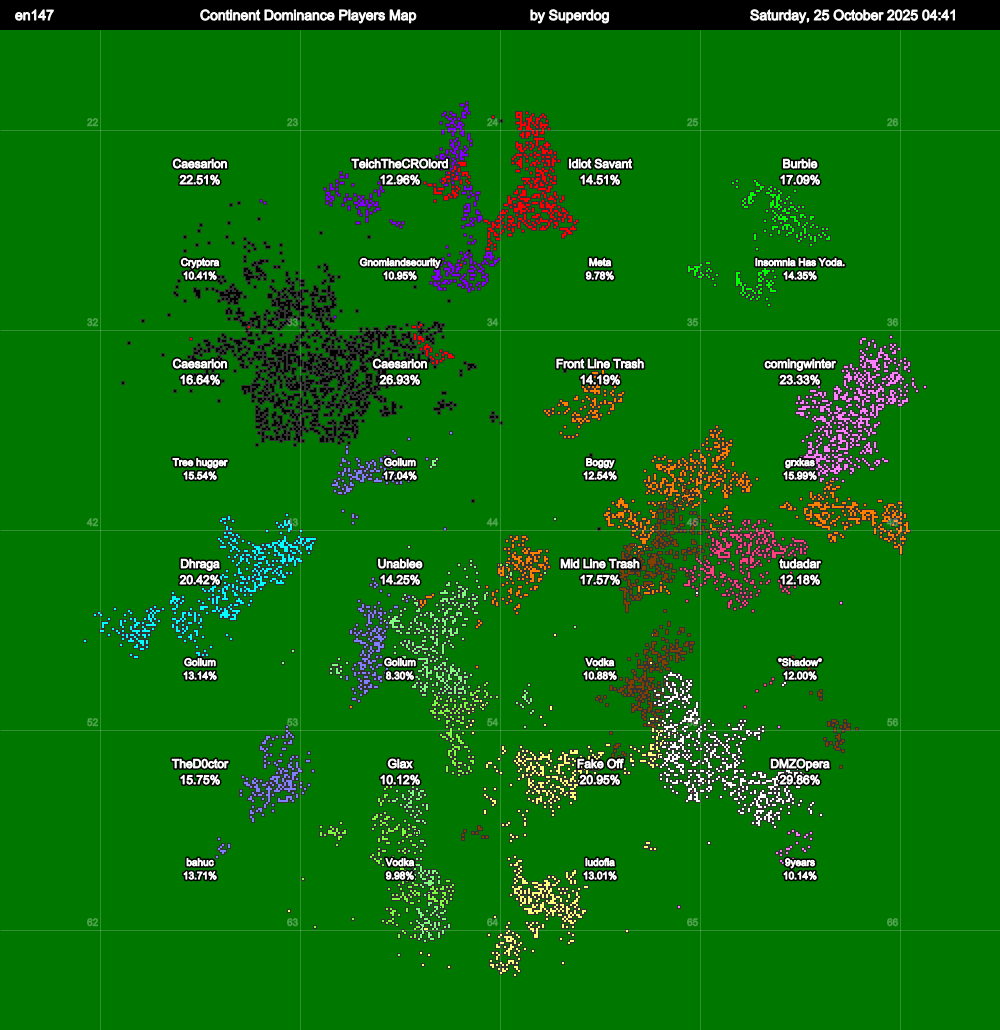 en147 Continent Dominance Players Map by Superdog Saturday, 25 October 2025 04:41
22 23 24 25 26
Caesarion TeichTheCROlord Idiot Savant Burbie
22.51% 12.96% 14.51% 17.09%
Cryptora Gnomlandsecurity Meta Insomnia Has Yoda.
10.41% 10.95% 9.78% 14.35%
32 33 34 35 36
Caesarion Caesarion Front Line Trash comingwinter
16.64% 26.93% 14.19% 23.33%
Tree hugger Gollum Boggy grxkas
15.54% 17.04% 12.54% 15.99%
42 43 44 45 46
Dhraga Unablee Mid Line Trash tudadar
20.42% 14.25% 17.57% 12.18%
Gollum Gollum Vodka *Shadow*
13.14% 8.30% 10.88% 12.00%
52 53 54 56
TheD0ctor Glax Fake Off DMZOpera
15.75% 10.12% 20.95% 29.86%
bahuc Vodka ludofia 9years
13.71% 9.98% 13.01% 10.14%
62 63 64 65 66